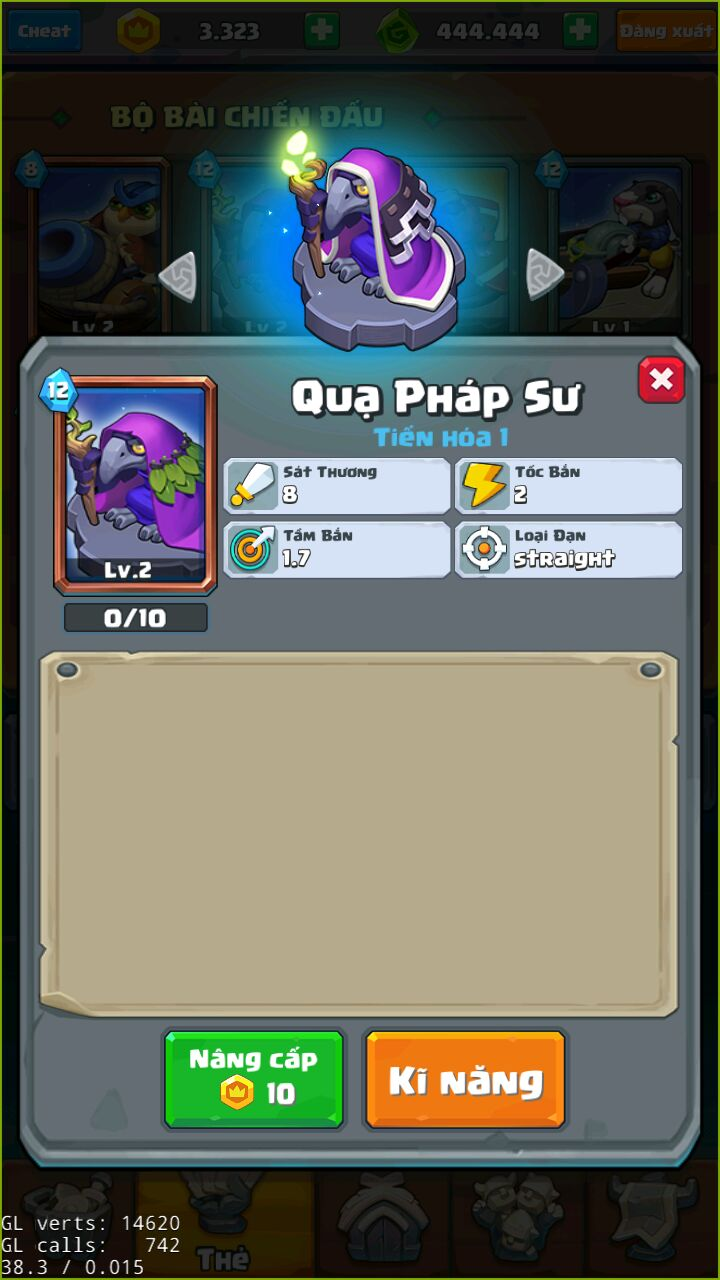 Cheat
3.323
444.444
Đăng xuất
BỘ BÀI CHIẾN ĐẤU
8
12
12
Lv.2
Lv.2
Lv.1
12
Quạ Pháp Sư
Tiến Hóa 1
Sát Thương
8
Tốc Bắn
2
Tầm Bắn
1.7
Loại Đạn
straight
Lv.2
0/10
Nâng cấp
10
Kĩ năng
Thẻ
GL verts: 14620
GL calls: 742
38.3 / 0.015